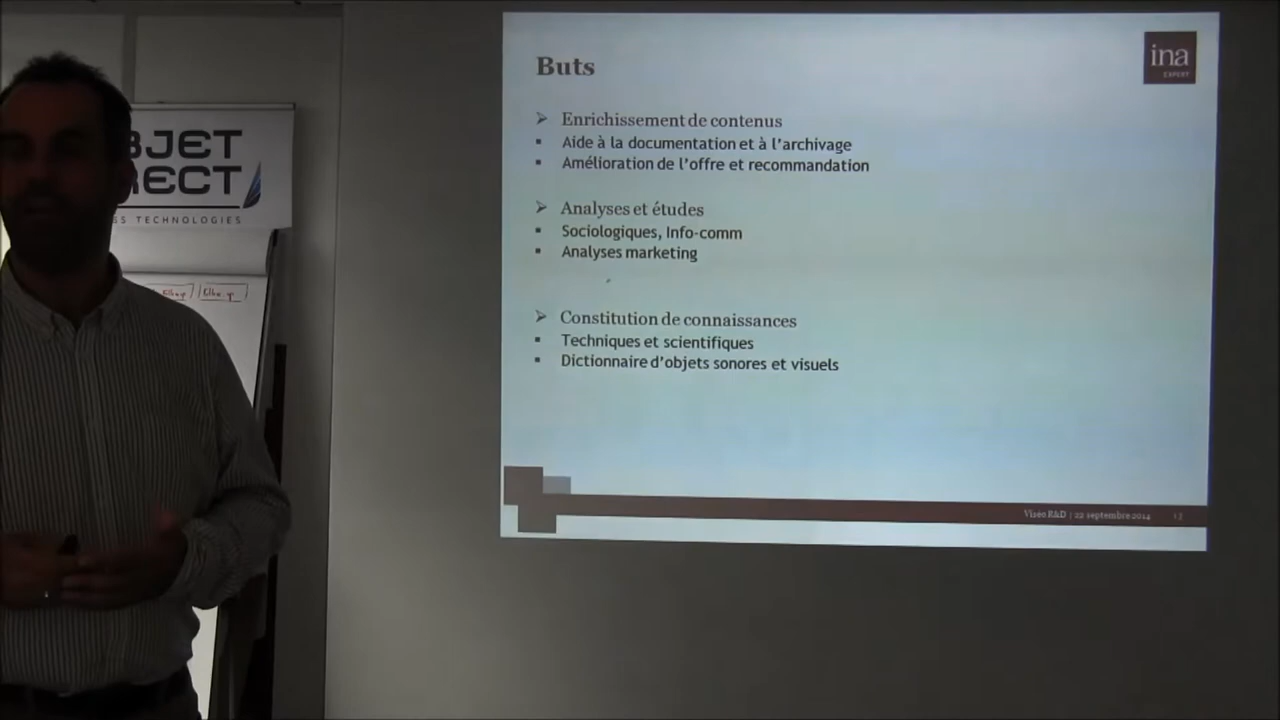 BJET
RECT
ES TECHNOLOGIES
ina
EXPERT
Buts
➢ Enrichissement de contenus
▪ Aide à la documentation et à l'archivage
▪ Amélioration de l'offre et recommandation
➢ Analyses et études
▪ Sociologiques, Info-comm
▪ Analyses marketing
➢ Constitution de connaissances
▪ Techniques et scientifiques
▪ Dictionnaire d'objets sonores et visuels
Viseo R&D | 22 septembre 2014